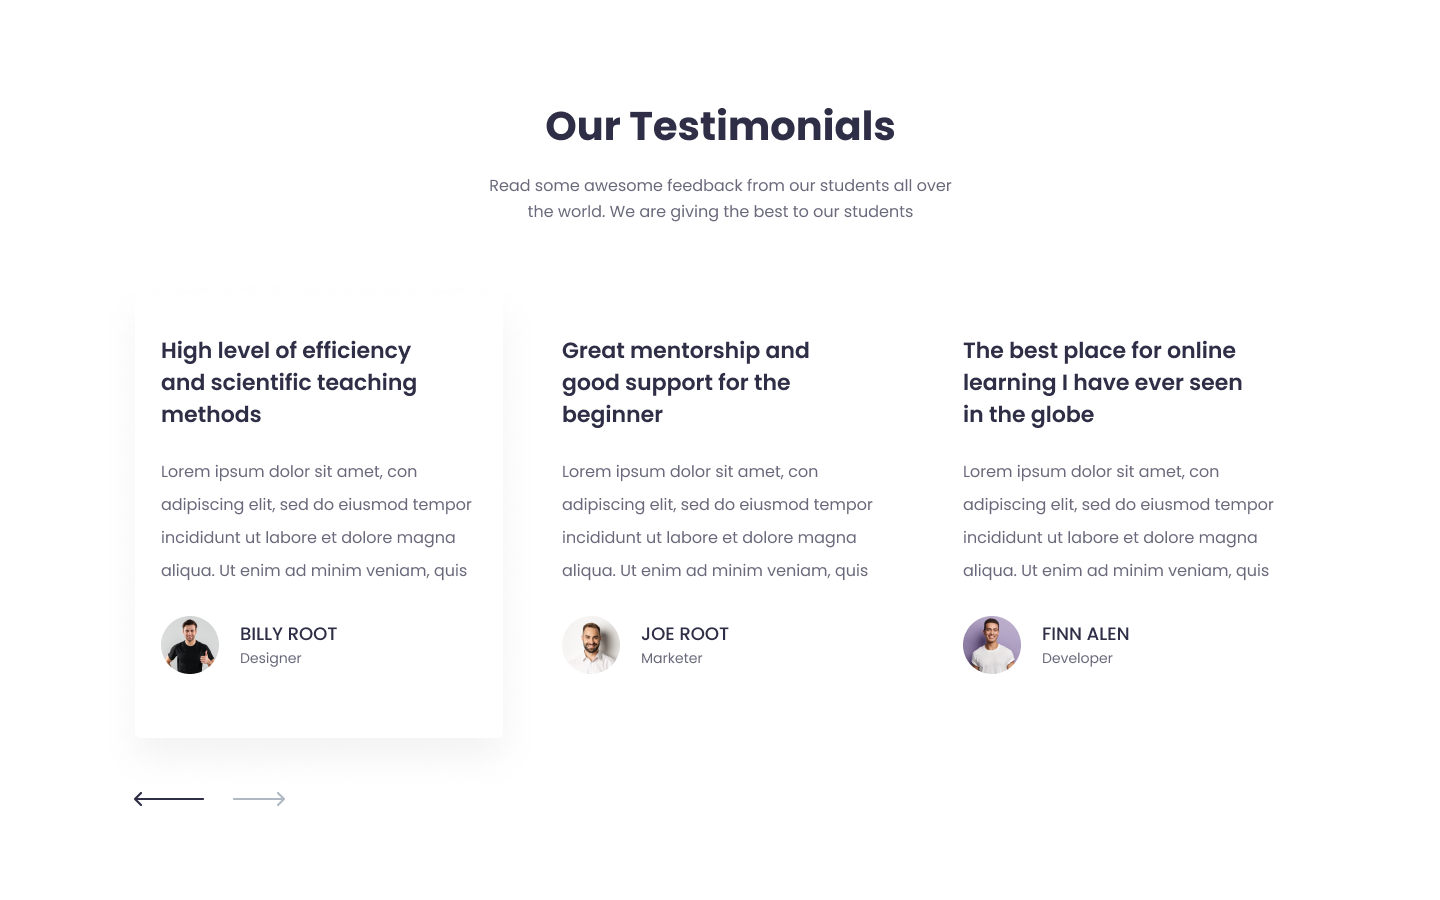 Our Testimonials
Read some awesome feedback from our students all over
the world. We are giving the best to our students
High level of efficiency
and scientific teaching
methods
Lorem ipsum dolor sit amet, con
adipiscing elit, sed do eiusmod tempor
incididunt ut labore et dolore magna
aliqua. Ut enim ad minim veniam, quis
BILLY ROOT
Designer
Great mentorship and
good support for the
beginner
Lorem ipsum dolor sit amet, con
adipiscing elit, sed do eiusmod tempor
incididunt ut labore et dolore magna
aliqua. Ut enim ad minim veniam, quis
JOE ROOT
Marketer
The best place for online
learning I have ever seen
in the globe
Lorem ipsum dolor sit amet, con
adipiscing elit, sed do eiusmod tempor
incididunt ut labore et dolore magna
aliqua. Ut enim ad minim veniam, quis
FINN ALEN
Developer